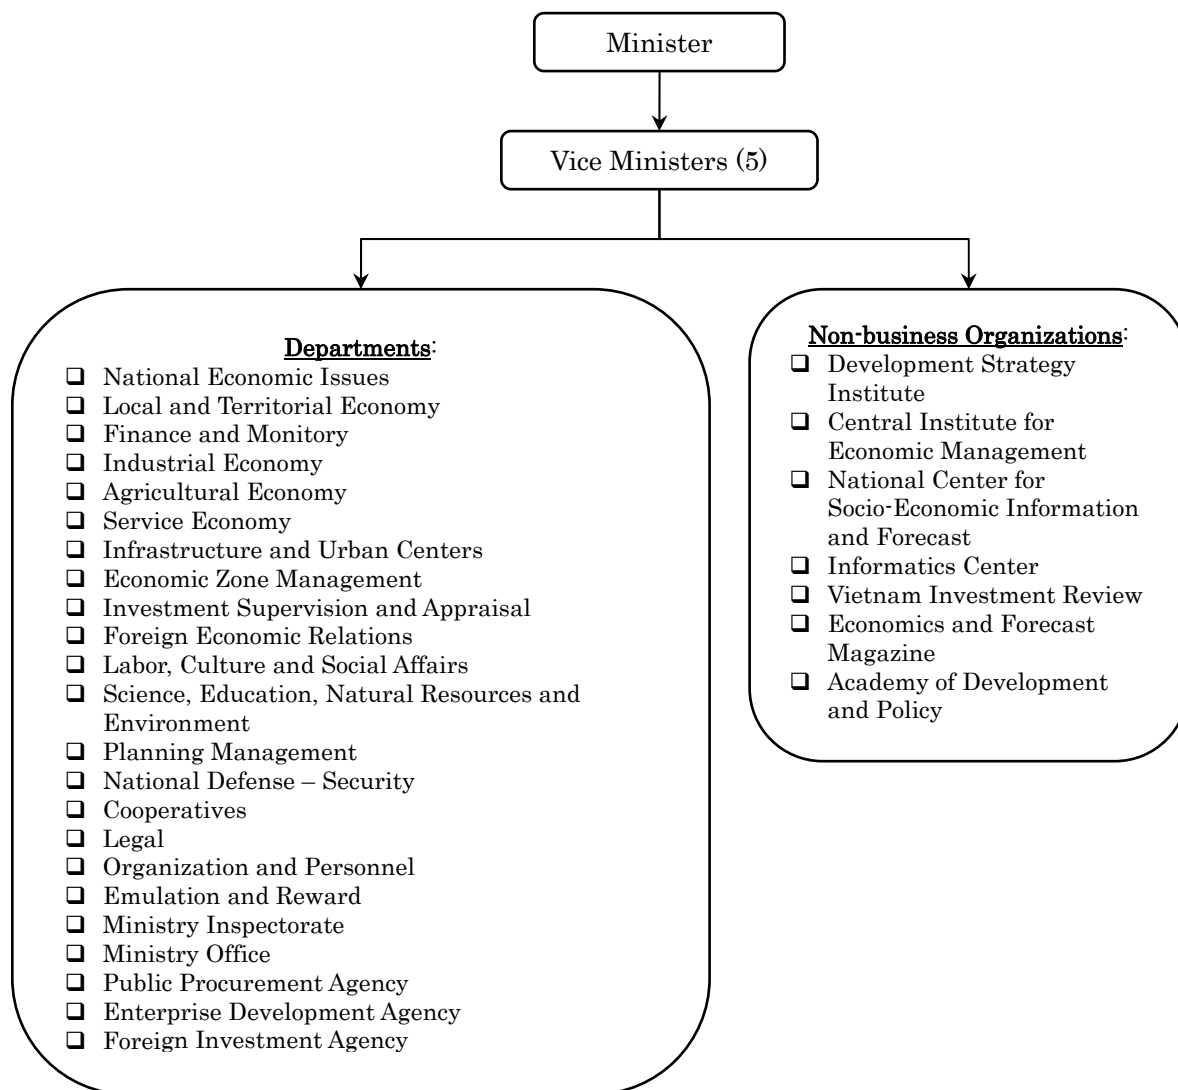 Minister
Vice Ministers (5)
Departments:
❑ National Economic Issues
❑ Local and Territorial Economy
❑ Finance and Monitory
❑ Industrial Economy
❑ Agricultural Economy
❑ Service Economy
❑ Infrastructure and Urban Centers
❑ Economic Zone Management
❑ Investment Supervision and Appraisal
❑ Foreign Economic Relations
❑ Labor, Culture and Social Affairs
❑ Science, Education, Natural Resources and
Environment
❑ Planning Management
❑ National Defense – Security
❑ Cooperatives
❑ Legal
❑ Organization and Personnel
❑ Emulation and Reward
❑ Ministry Inspectorate
❑ Ministry Office
❑ Public Procurement Agency
❑ Enterprise Development Agency
❑ Foreign Investment Agency
Non-business Organizations:
❑ Development Strategy
Institute
❑ Central Institute for
Economic Management
❑ National Center for
Socio-Economic Information
and Forecast
❑ Informatics Center
❑ Vietnam Investment Review
❑ Economics and Forecast
Magazine
❑ Academy of Development
and Policy